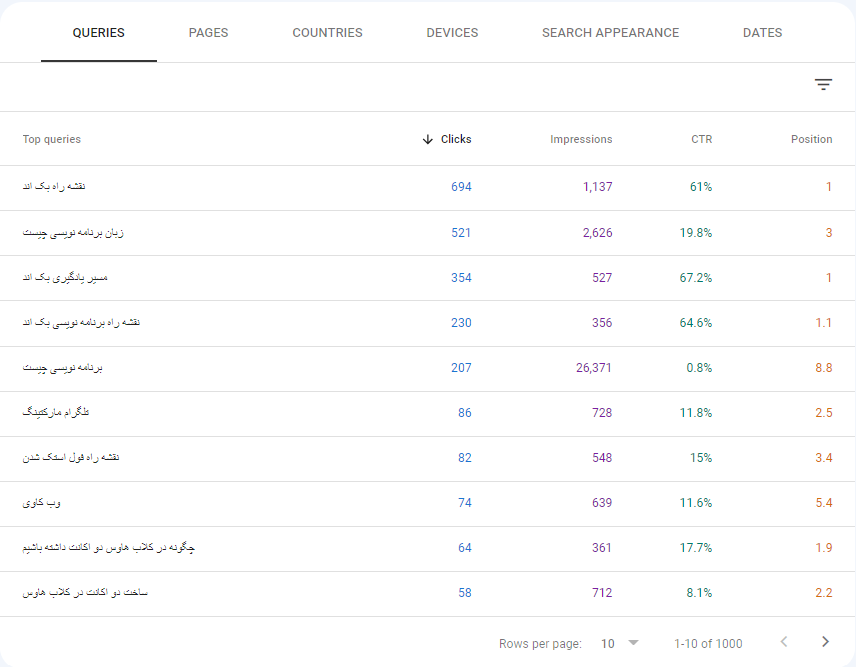 QUERIES PAGES COUNTRIES DEVICES SEARCH APPEARANCE DATES
Top queries Clicks Impressions CTR Position
نقشه راه بک اند 694 1,137 61% 1
زبان برنامه نویسی چیست 521 2,626 19.8% 3
مسیر یادگیری بک اند 354 527 67.2% 1
نقشه راه برنامه نویسی بک اند 230 356 64.6% 1.1
برنامه نویسی چیست 207 26,371 0.8% 8.8
تلگرام مارکتینگ 86 728 11.8% 2.5
نقشه راه فول استک شدن 82 548 15% 3.4
وب کاوی 74 639 11.6% 5.4
چگونه در کلاب هاوس دو اکانت داشته باشیم 64 361 17.7% 1.9
ساخت دو اکانت در کلاب هاوس 58 712 8.1% 2.2
Rows per page: 10 1-10 of 1000